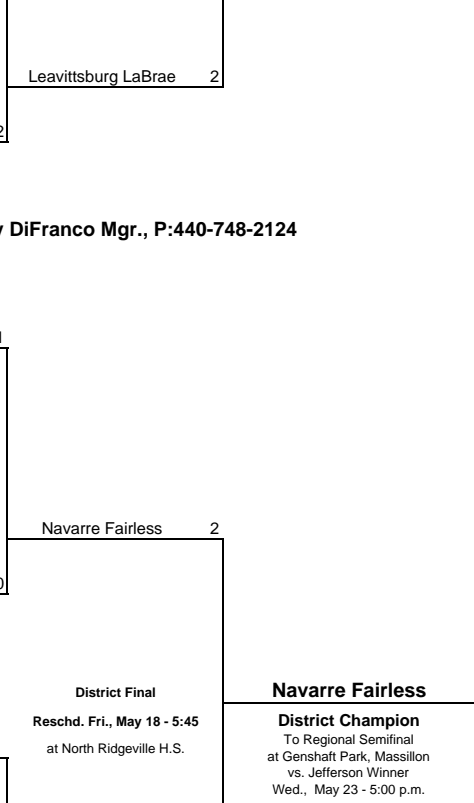 Leavittsburg LaBrae 2
2
DiFranco Mgr., P:440-748-2124
Navarre Fairless 2
0
District Final
Reschd. Fri., May 18 - 5:45
at North Ridgeville H.S.
Navarre Fairless
District Champion
To Regional Semifinal
at Genshaft Park, Massillon
vs. Jefferson Winner
Wed., May 23 - 5:00 p.m.